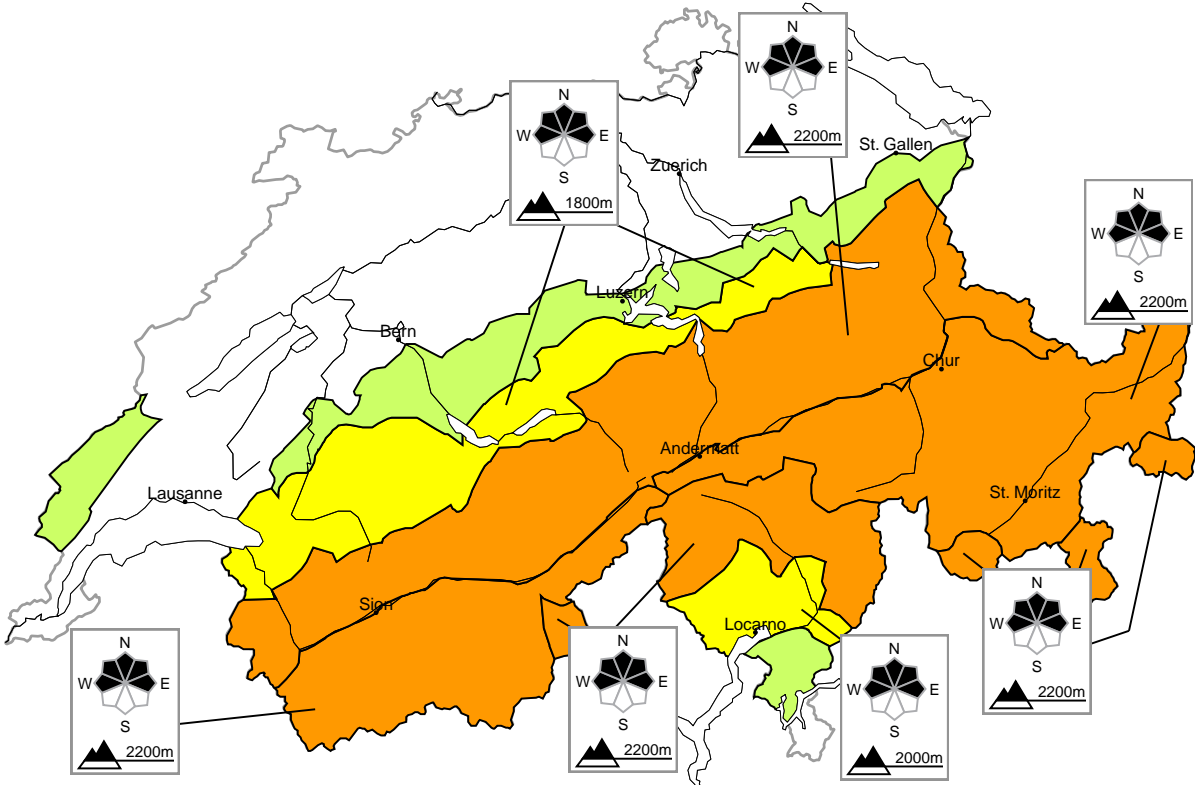 N
W E
S
2200m
N
W E
S
1800m
St. Gallen
Zuerich
N
W E
S
2200m
Luzern
Bern
Chur
Andermatt
Lausanne
St. Moritz
Sion
Locarno
N
W E
S
2200m
N
W E
S
2200m
N
W E
S
2200m
N
W E
S
2000m